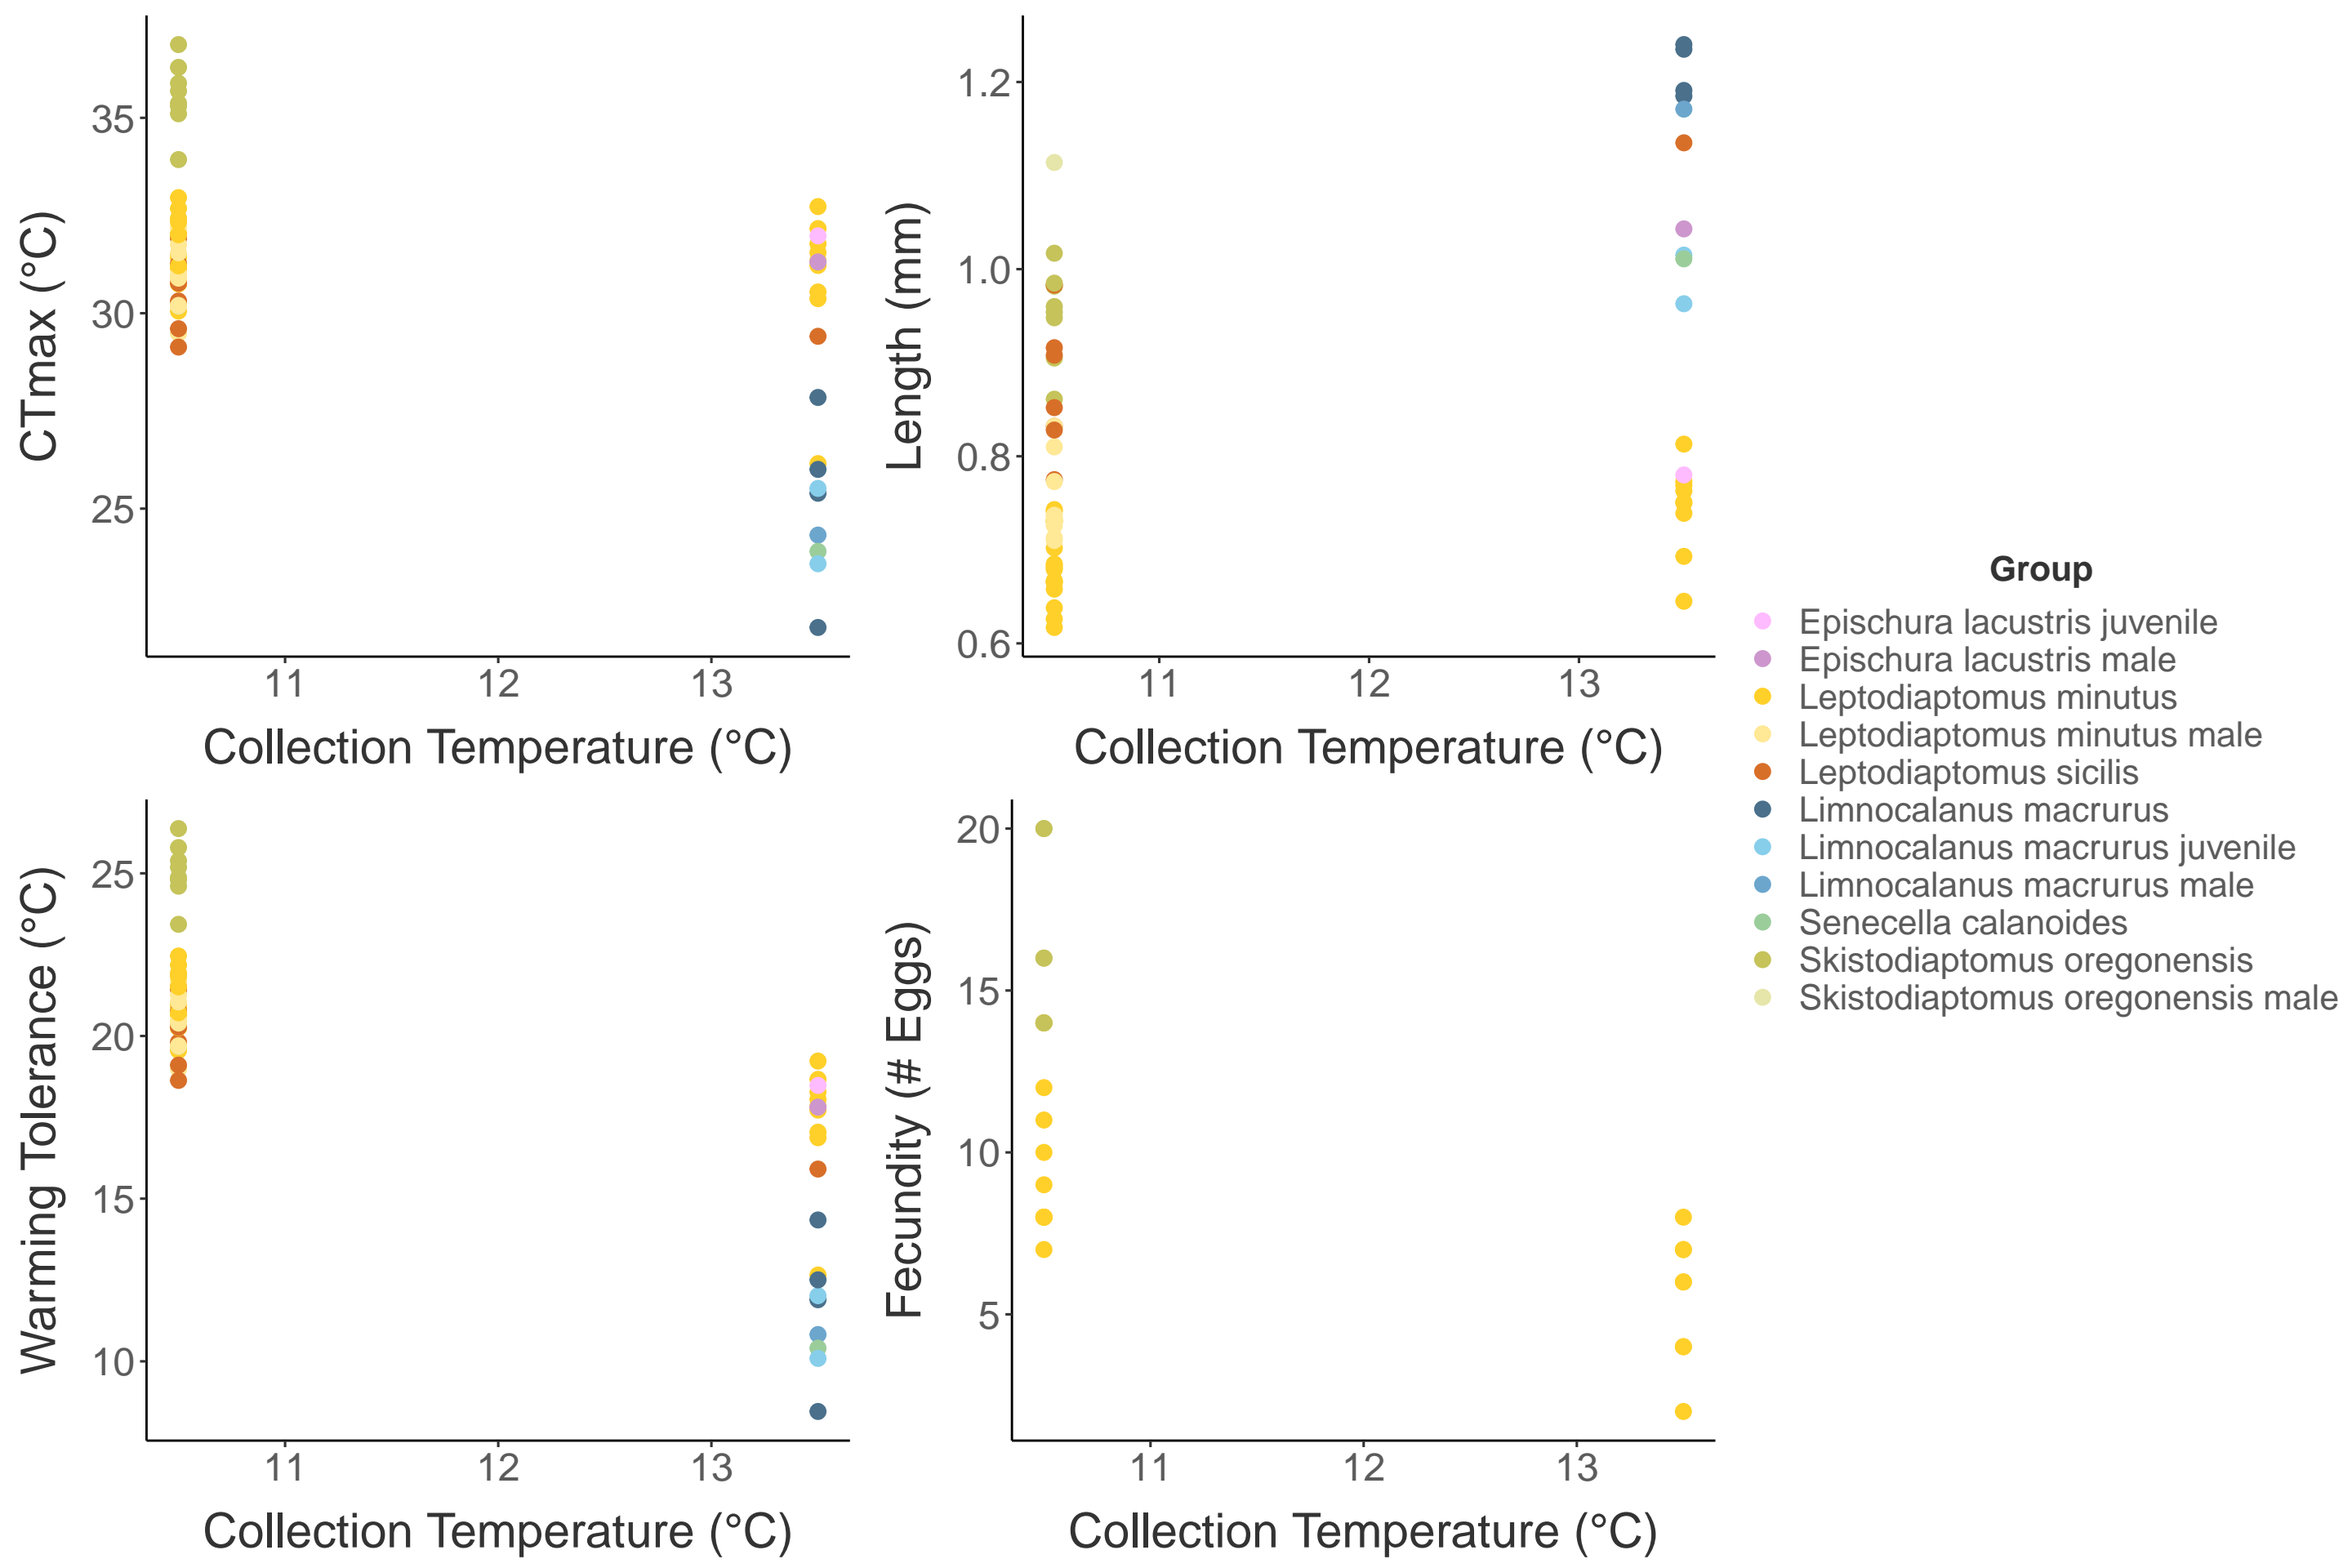 CTmax (°C)
35
30
25
11 12 13
Collection Temperature (°C)
Length (mm)
1.2
1.0
0.8
0.6
11 12 13
Collection Temperature (°C)
Warming Tolerance (°C)
25
20
15
10
11 12 13
Collection Temperature (°C)
Fecundity (# Eggs)
20
15
10
5
11 12 13
Collection Temperature (°C)
Group
Epischura lacustris juvenile
Epischura lacustris male
Leptodiaptomus minutus
Leptodiaptomus minutus male
Leptodiaptomus sicilis
Limnocalanus macrurus
Limnocalanus macrurus juvenile
Limnocalanus macrurus male
Senecella calanoides
Skistodiaptomus oregonensis
Skistodiaptomus oregonensis male